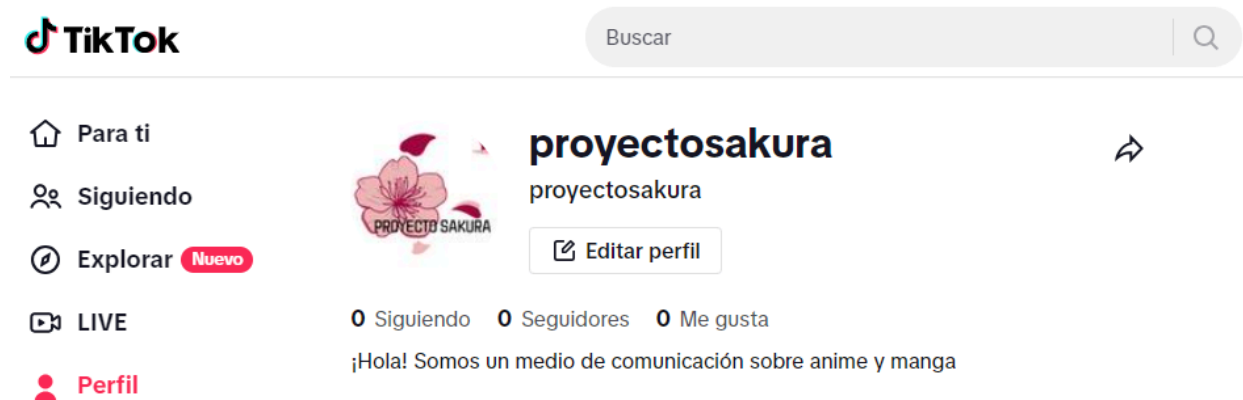 TikTok
Buscar
Para ti
Siguiendo
Explorar Nuevo
LIVE
Perfil
PROYECTO SAKURA
proyectosakura
proyectosakura
Editar perfil
0 Siguiendo 0 Seguidores 0 Me gusta
¡Hola! Somos un medio de comunicación sobre anime y manga